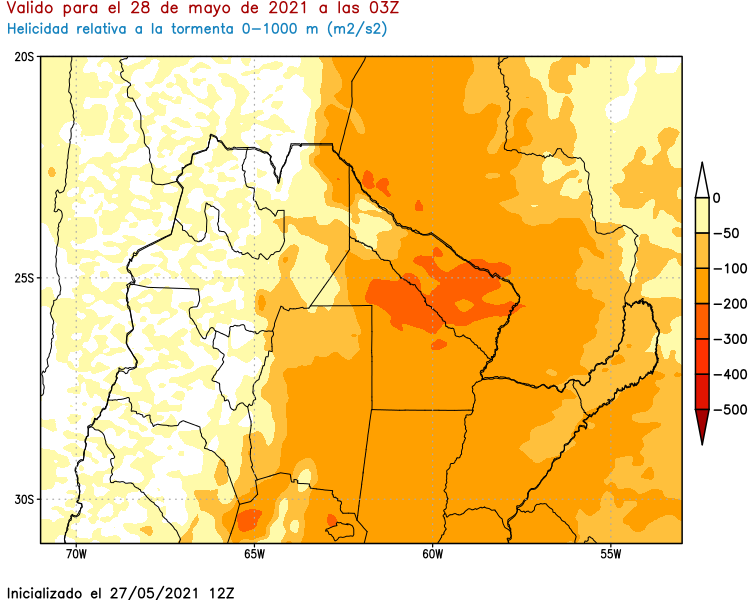 Valido para el 28 de mayo de 2021 a las 03Z
Helicidad relativa a la tormenta 0-1000 m (m2/s2)
20S
25S
30S
70W
65W
60W
55W
0
-50
-100
-200
-300
-400
-500
Inicializado el 27/05/2021 12Z